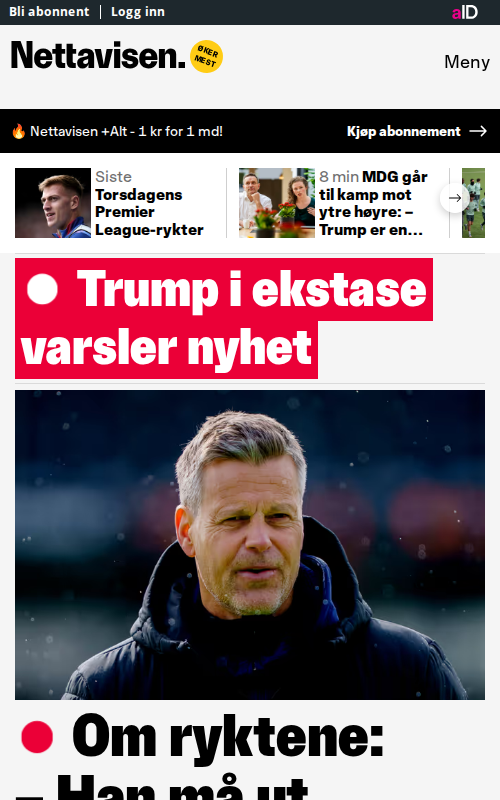 Bli abonnent Logg inn aID
Nettavisen. ØKER MEST
Meny
🔥 Nettavisen +Alt - 1 kr for 1 md! Kjøp abonnement →
Siste
Torsdagens
Premier
League-rykter
8 min MDG går
til kamp mot
ytre høyre: –
Trump er en...
Trump i ekstase
varsler nyhet
Om ryktene:
– Han må ut